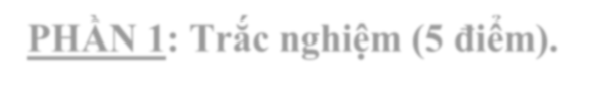 PHẦN 1: Trắc nghiệm (5 điểm).